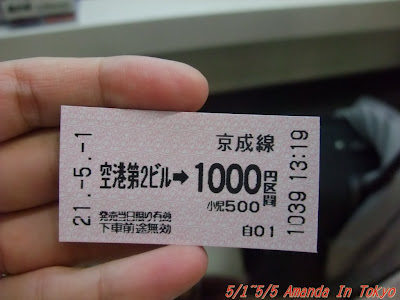 京成線
空港第2ビル➡1000円区間
小児500
発売当日限り有効
下車前途無効
自01
21.-5.-1
1039 13:19
5/1~5/5 Amanda In Tokyo